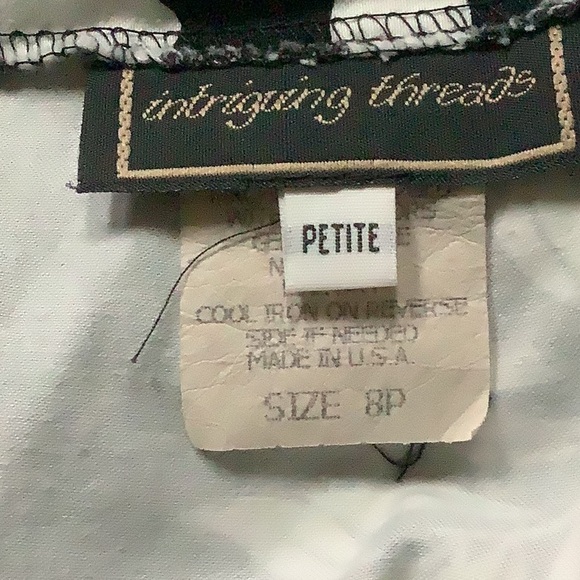 intriguing threads
PETITE
COOL IRON ON REVERSE
SIDE IF NEEDED
MADE IN U.S.A.
SIZE 8P